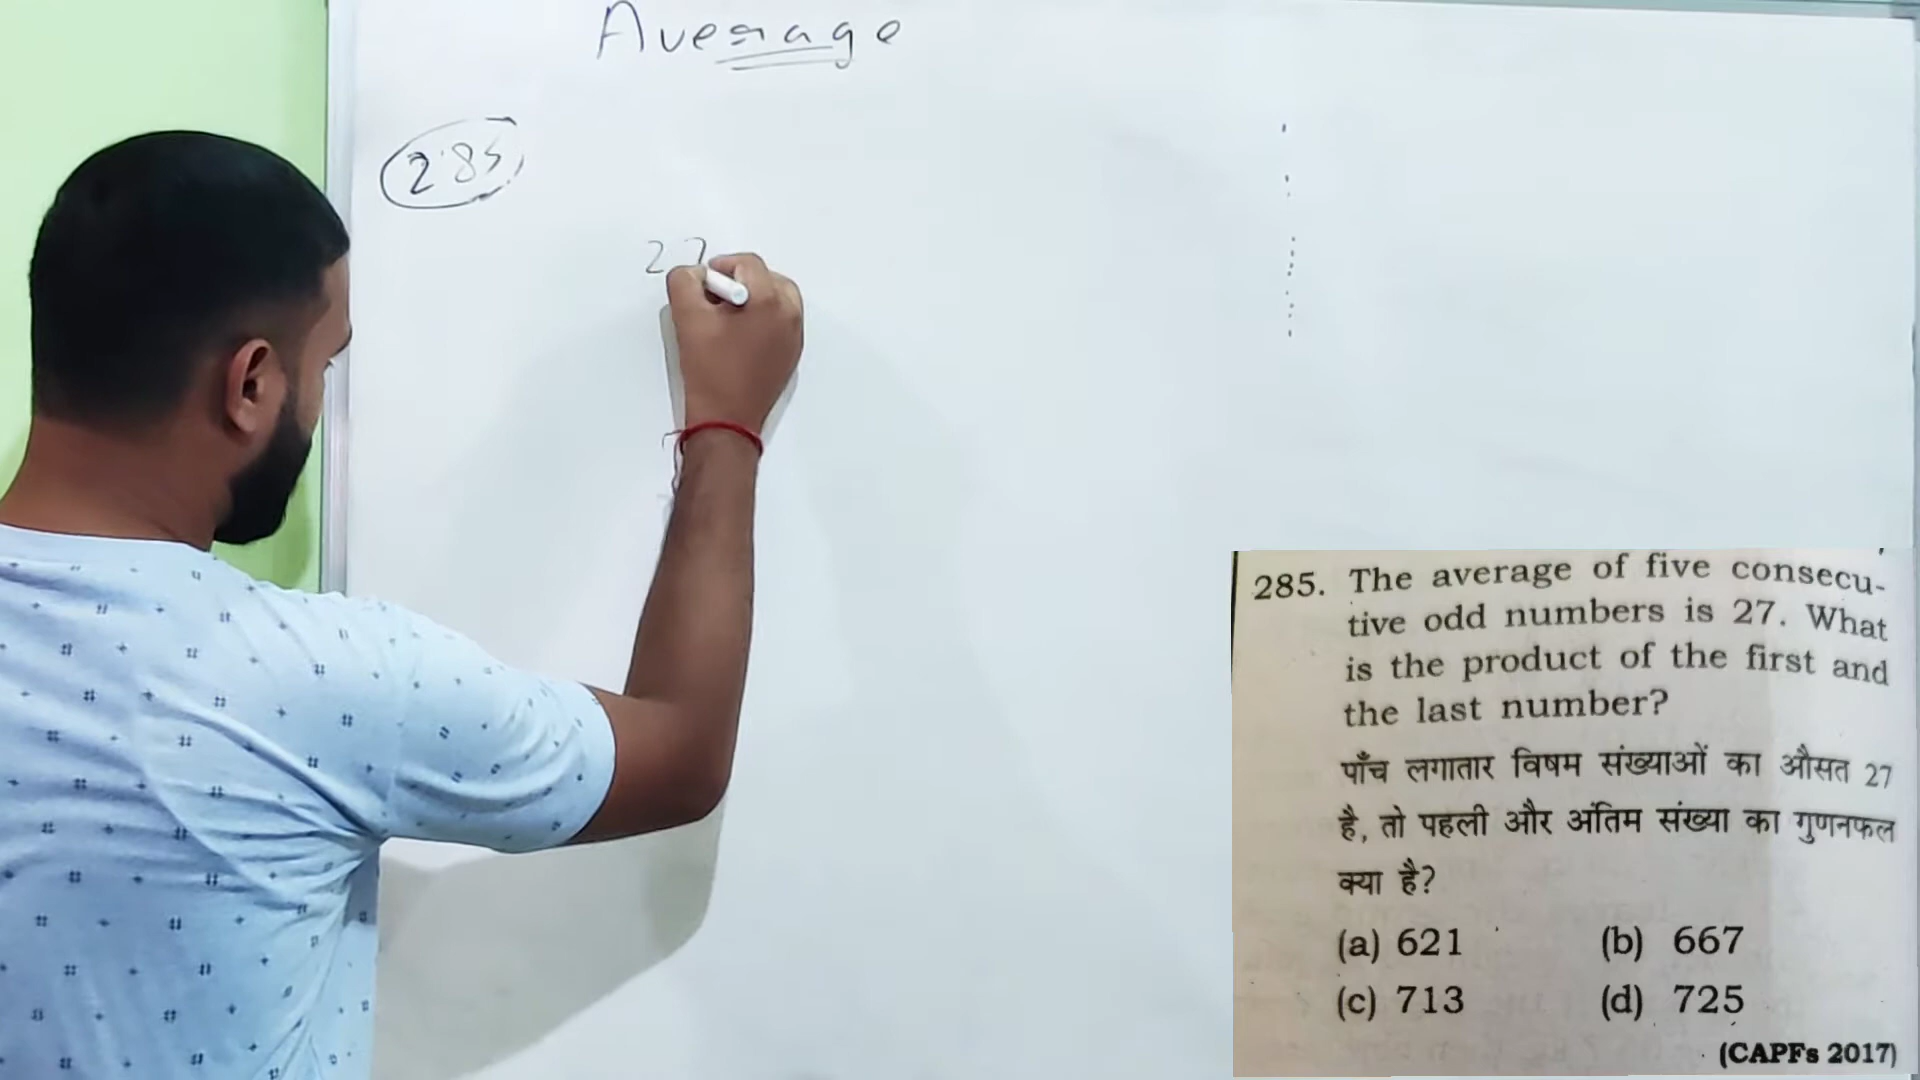 Average
285
27
285. The average of five consecu-
tive odd numbers is 27. What
is the product of the first and
the last number?
पाँच लगातार विषम संख्याओं का औसत 27
है, तो पहली और अंतिम संख्या का गुणनफल
क्या है?
(a) 621 (b) 667
(c) 713 (d) 725
(CAPFs 2017)